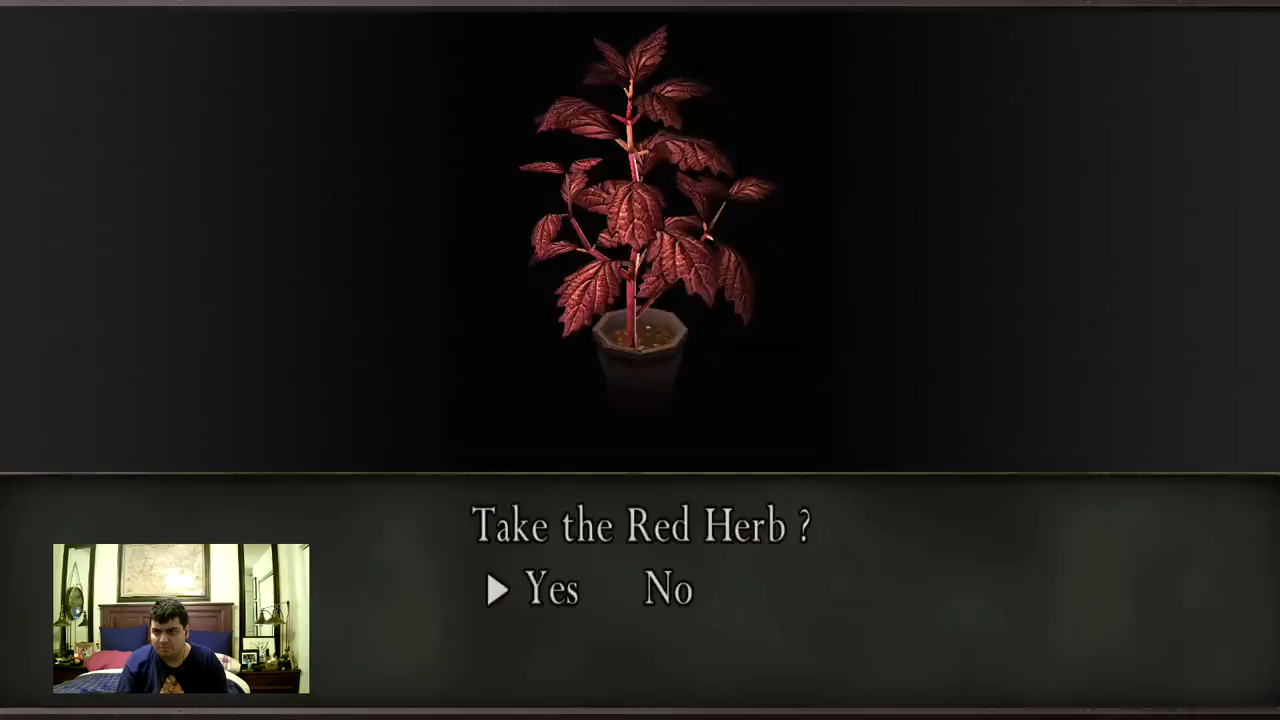 Take the Red Herb ?
Yes No